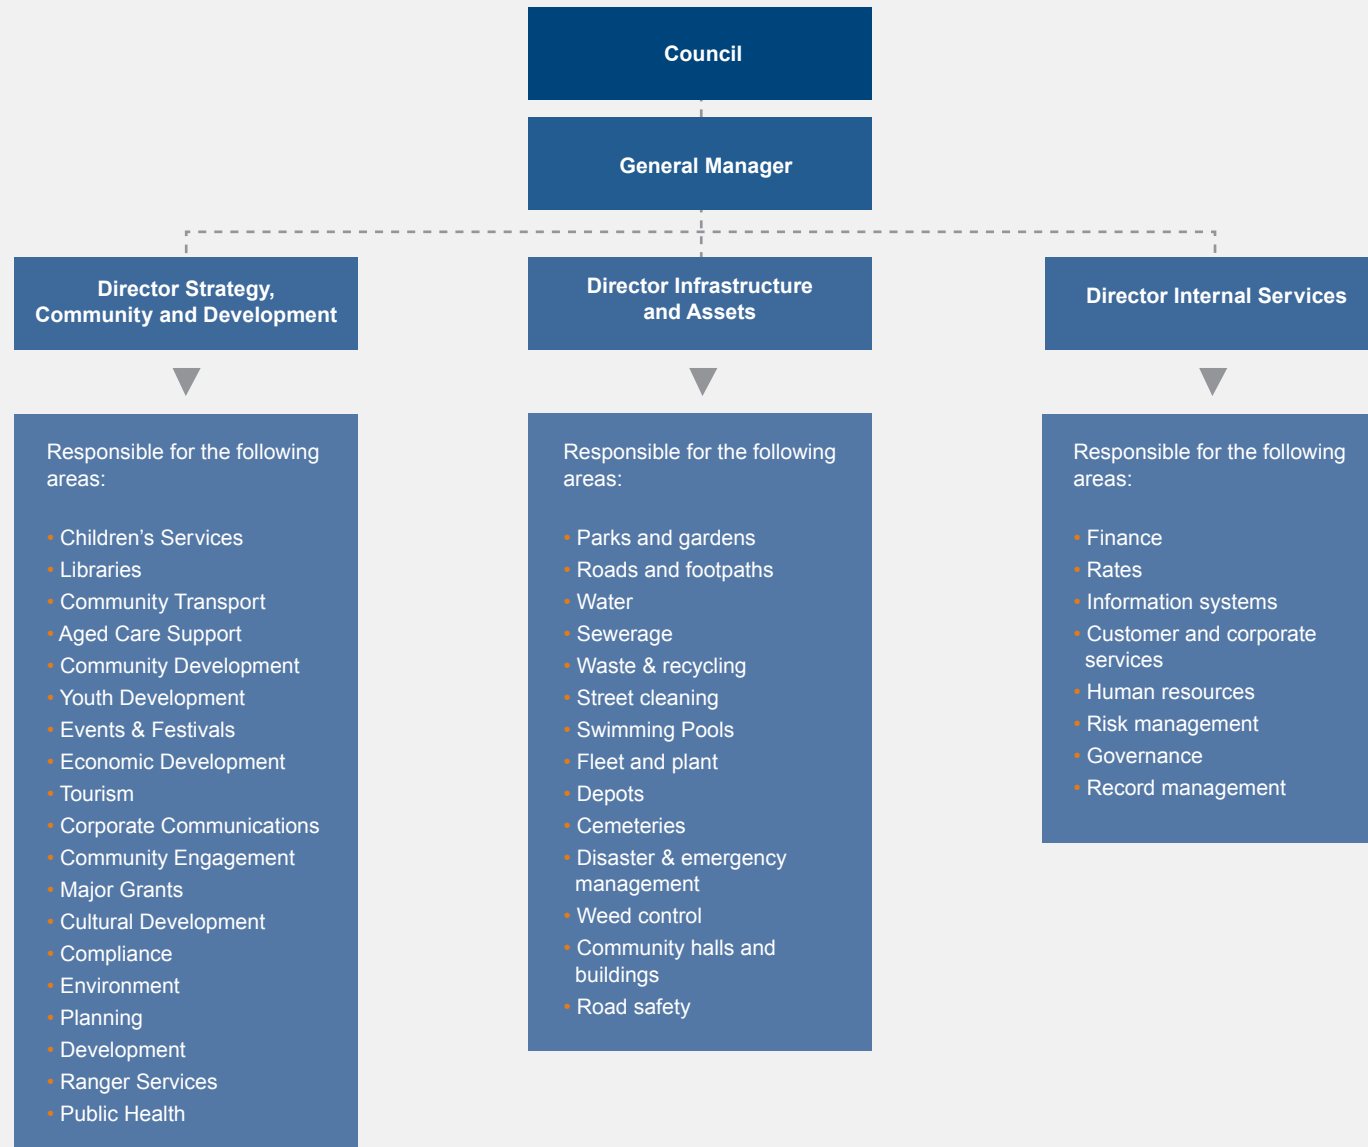 Council
General Manager
Director Strategy,
Community and Development
Responsible for the following
areas:
• Children’s Services
• Libraries
• Community Transport
• Aged Care Support
• Community Development
• Youth Development
• Events & Festivals
• Economic Development
• Tourism
• Corporate Communications
• Community Engagement
• Major Grants
• Cultural Development
• Compliance
• Environment
• Planning
• Development
• Ranger Services
• Public Health
Director Infrastructure
and Assets
Responsible for the following
areas:
• Parks and gardens
• Roads and footpaths
• Water
• Sewerage
• Waste & recycling
• Street cleaning
• Swimming Pools
• Fleet and plant
• Depots
• Cemeteries
• Disaster & emergency
management
• Weed control
• Community halls and
buildings
• Road safety
Director Internal Services
Responsible for the following
areas:
• Finance
• Rates
• Information systems
• Customer and corporate
services
• Human resources
• Risk management
• Governance
• Record management